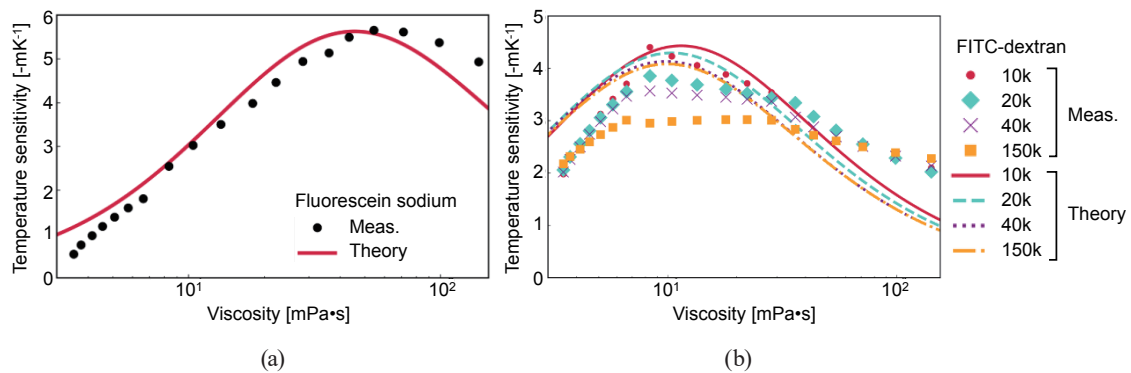 Temperature sensitivity [-mK⁻¹]
6
5
4
3
2
1
0
10¹
10²
Viscosity [mPa•s]
Fluorescein sodium
Meas.
Theory
(a)
Temperature sensitivity [-mK⁻¹]
5
4
3
2
1
0
10¹
10²
Viscosity [mPa•s]
FITC-dextran
10k
20k
40k
150k
Meas.
10k
20k
40k
150k
Theory
(b)